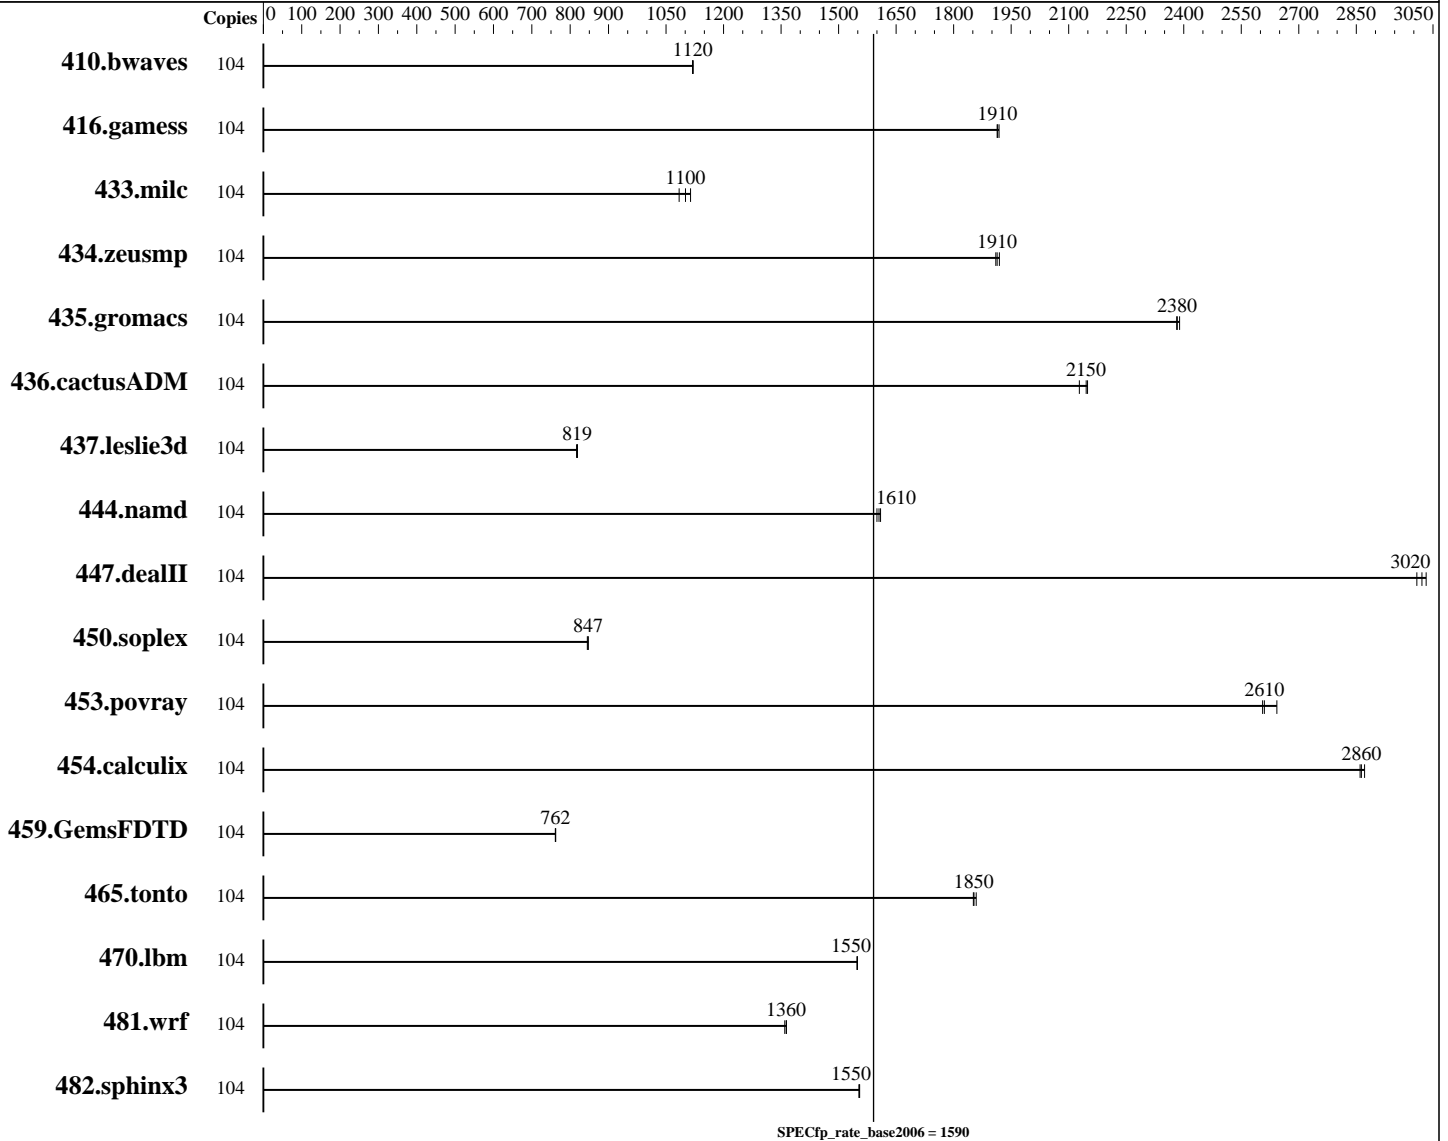 Copies 0 100 200 300 400 500 600 700 800 900 1050 1200 1350 1500 1650 1800 1950 2100 2250 2400 2550 2700 2850 3050
410.bwaves 104 1120
416.gamess 104 1910
433.milc 104 1100
434.zeusmp 104 1910
435.gromacs 104 2380
436.cactusADM 104 2150
437.leslie3d 104 819
444.namd 104 1610
447.dealII 104 3020
450.soplex 104 847
453.povray 104 2610
454.calculix 104 2860
459.GemsFDTD 104 762
465.tonto 104 1850
470.lbm 104 1550
481.wrf 104 1360
482.sphinx3 104 1550
SPECfp_rate_base2006 = 1590